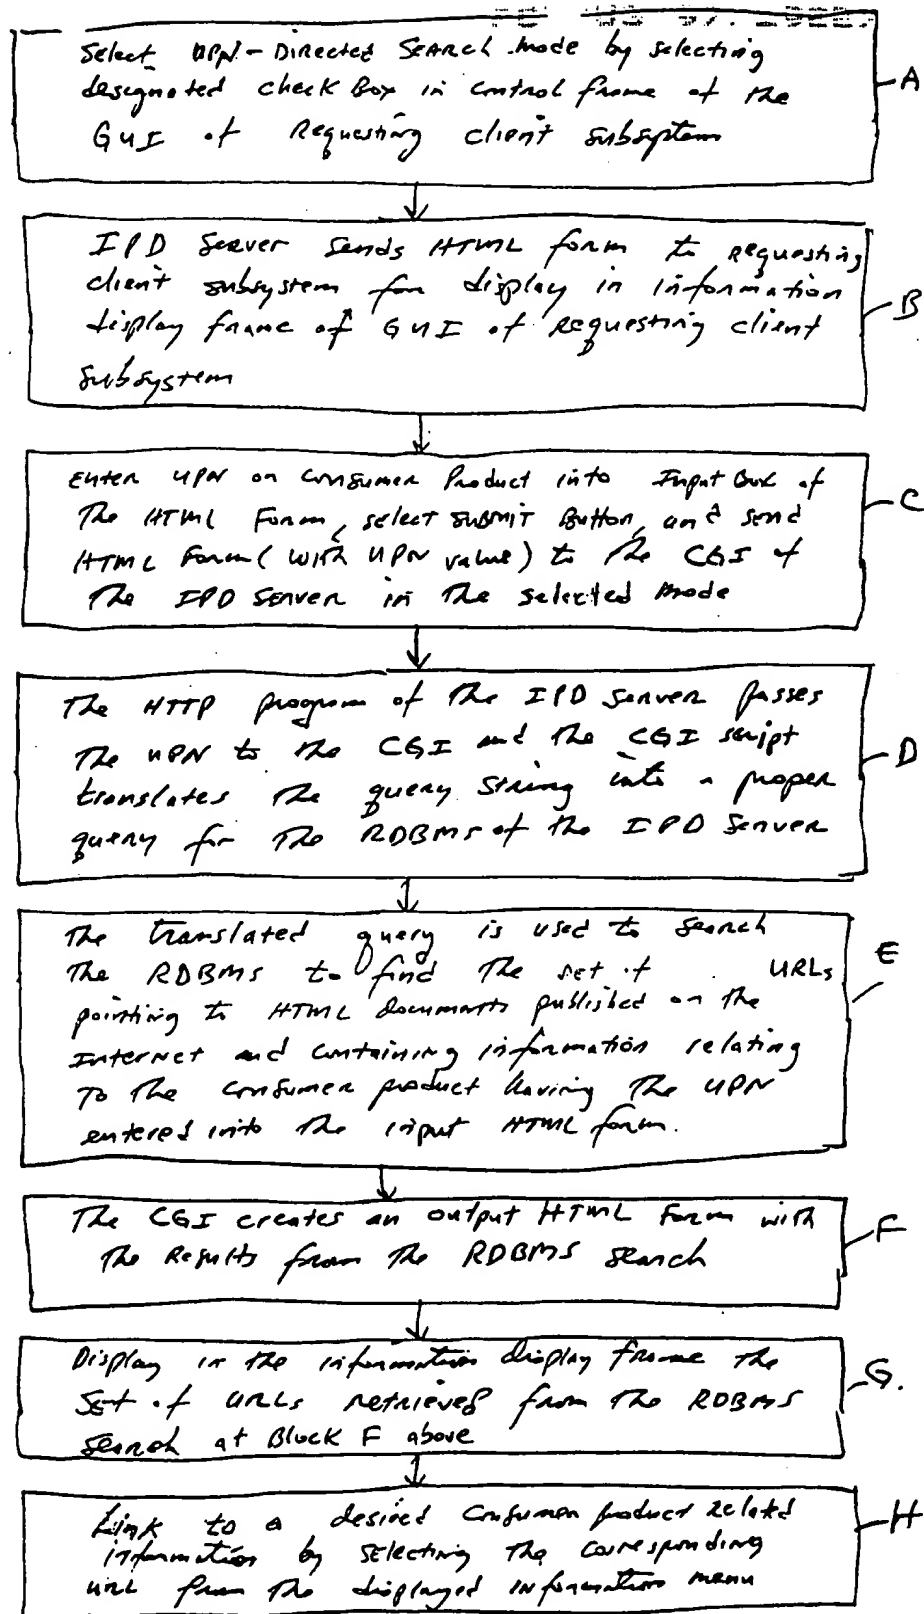 Select UPN-Directed Search mode by selecting
designated check Box in control frame of the
GUI of Requesting client subsystem
A
IPD Server sends HTML form to requesting
client subsystem for display in information
display frame of GUI of Requesting client
subsystem
B
Enter UPN on Consumer Product into Input Box of
The HTML Form, select SUBMIT Button, and send
HTML Form (with UPN value) to The CGI of
The IPD Server in The selected Mode
C
The HTTP program of The IPD Server passes
The UPN to The CGI and the CGI script
translates The query String into a proper
query for The RDBMS of the IPD Server
D
The translated query is used to search
The RDBMS to find The set of URLs
pointing to HTML documents published on the
Internet and containing information relating
To The consumer product having The UPN
entered into The input HTML form.
E
The CGI creates an output HTML Form with
The Results from The RDBMS search
F
Display in The information display frame The
Set of URLs retrieved from The RDBMS
Search at Block F above
G.
Link to a desired Consumer product Related
information by selecting The corresponding
URL from The displayed information menu
H